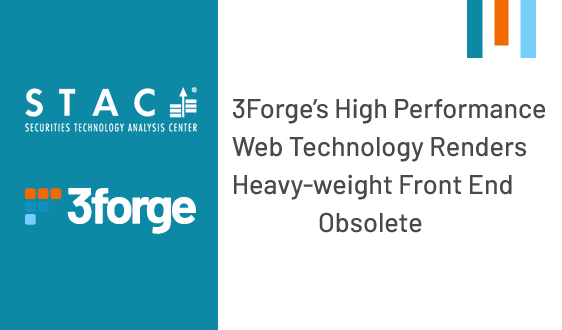 STAC®
SECURITIES TECHNOLOGY ANALYSIS CENTER
3forge
3Forge’s High Performance
Web Technology Renders
Heavy-weight Front End
Obsolete